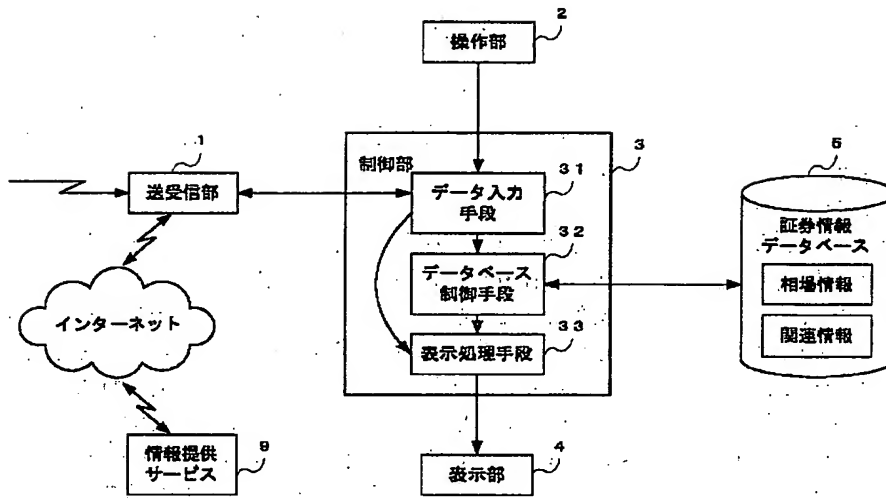 2
操作部
1
送受信部
制御部
3
データ入力
手段
31
32
データベース
制御手段
33
表示処理手段
5
証券情報
データベース
相場情報
関連情報
インターネット
情報提供
サービス
9
表示部
4